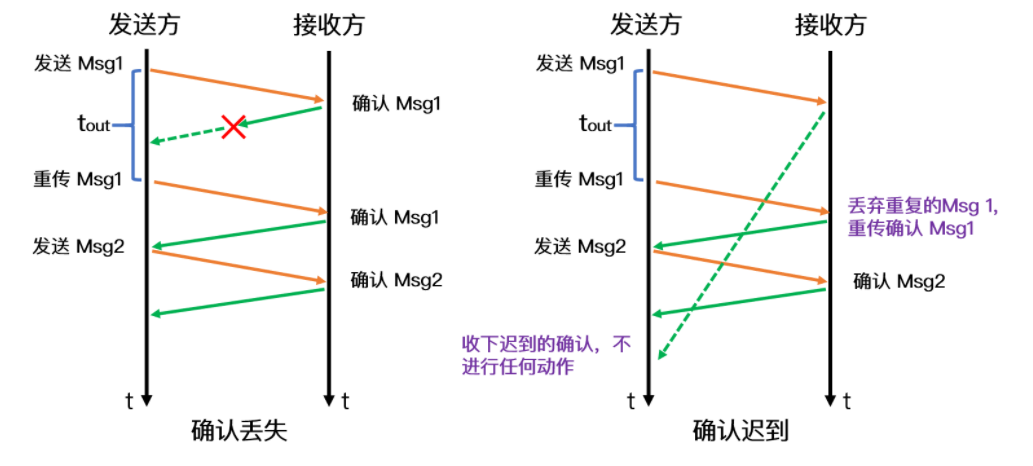 发送方
接收方
发送 Msg1
确认 Msg1
tout
重传 Msg1
确认 Msg1
发送 Msg2
确认 Msg2
t
t
确认丢失
发送方
接收方
发送 Msg1
tout
重传 Msg1
丢弃重复的Msg 1,
重传确认 Msg1
发送 Msg2
确认 Msg2
收下迟到的确认，不
进行任何动作
t
t
确认迟到